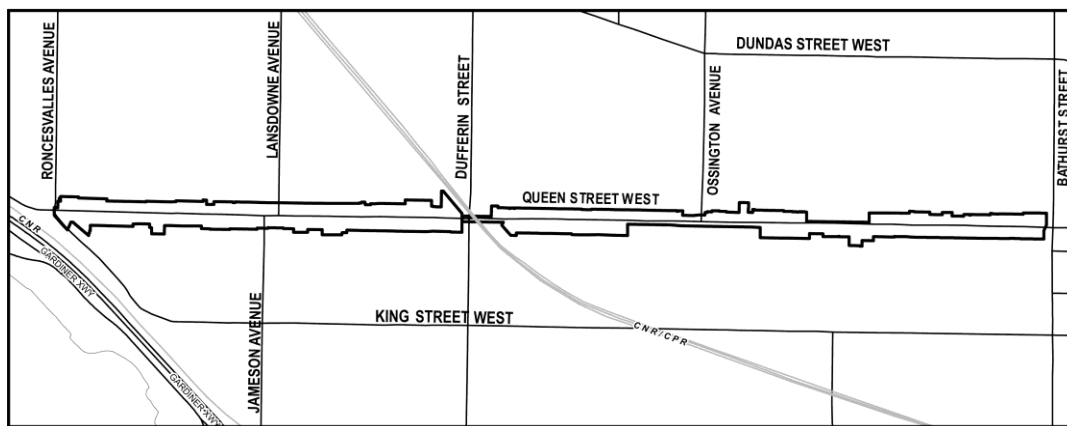 RONCESVALLES AVENUE
LANSDOWNE AVENUE
DUFFERIN STREET
DUNDAS STREET WEST
OSSINGTON AVENUE
BATHURST STREET
QUEEN STREET WEST
CNR
GARDINER XWY
JAMESON AVENUE
KING STREET WEST
CNR/CPR
GARDINER XWY